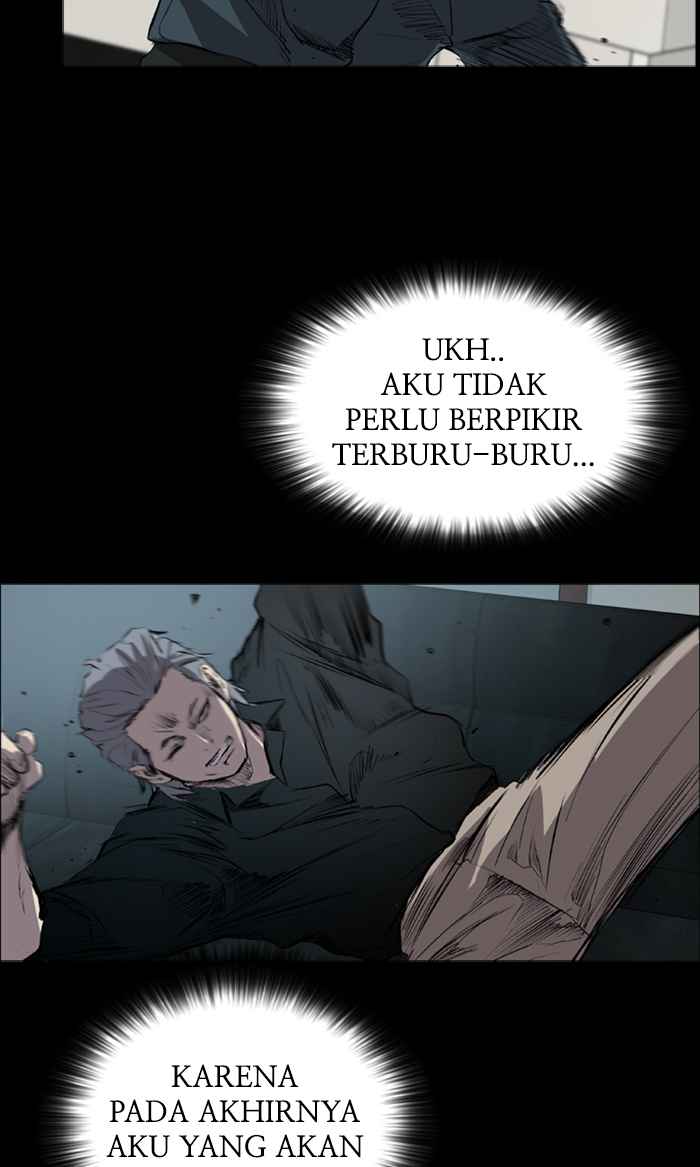 UKH..
AKU TIDAK
PERLU BERPIKIR
TERBURU-BURU...
KARENA
PADA AKHIRNYA
AKU YANG AKAN